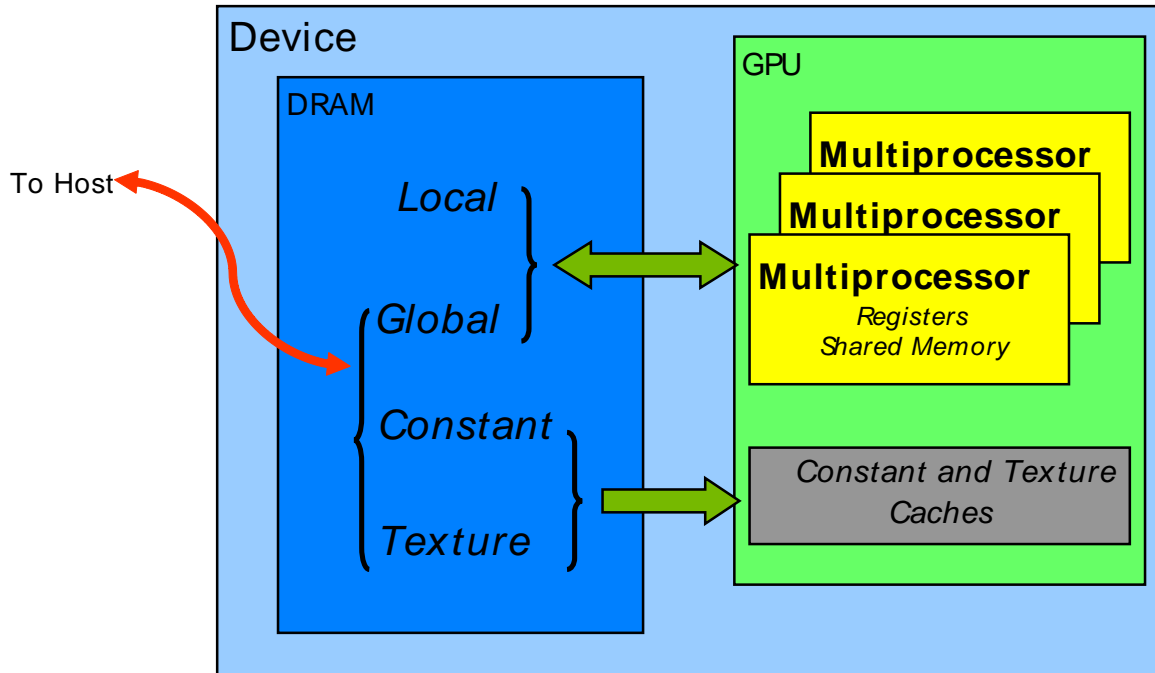 Device
DRAM
GPU
To Host
Local
Global
Constant
Texture
Multiprocessor
Multiprocessor
Multiprocessor
Registers
Shared Memory
Constant and Texture
Caches